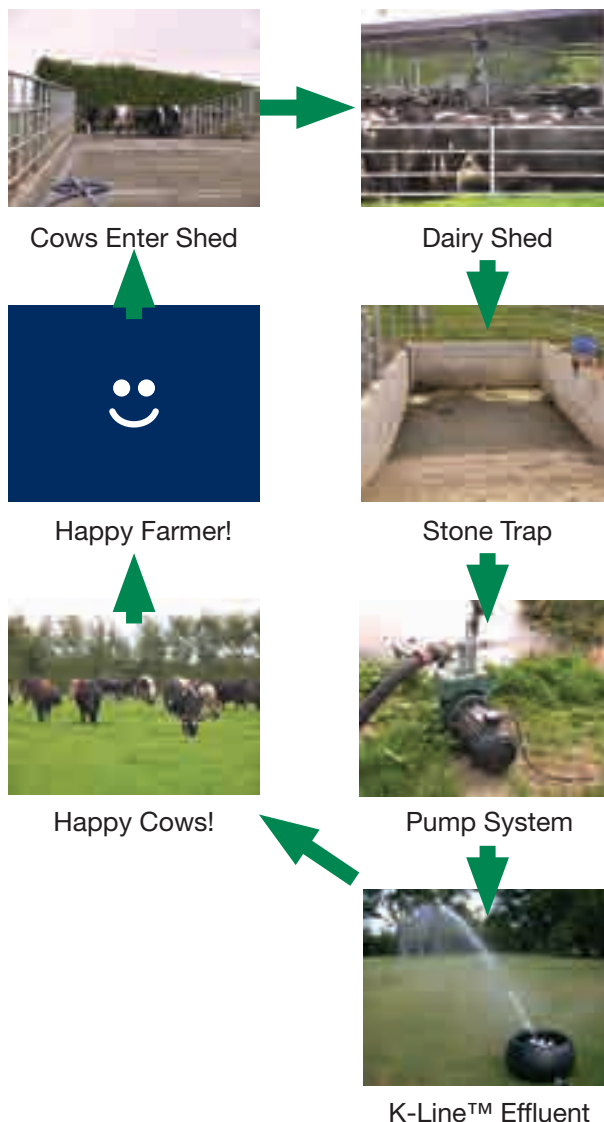 Cows Enter Shed
Dairy Shed
Happy Farmer!
Stone Trap
Happy Cows!
Pump System
K-Line™ Effluent